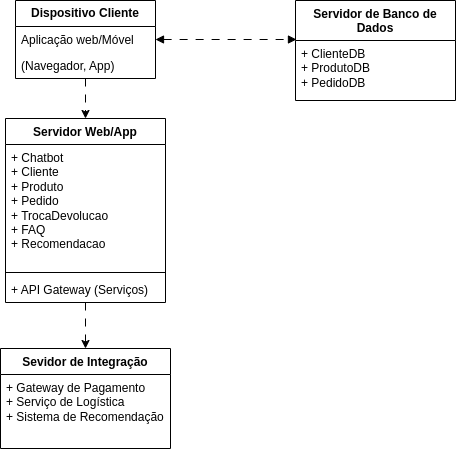 Dispositivo Cliente
Aplicação web/Móvel
(Navegador, App)
Servidor de Banco de
Dados
+ ClienteDB
+ ProdutoDB
+ PedidoDB
Servidor Web/App
+ Chatbot
+ Cliente
+ Produto
+ Pedido
+ TrocaDevolucao
+ FAQ
+ Recomendacao
+ API Gateway (Serviços)
Sevidor de Integração
+ Gateway de Pagamento
+ Serviço de Logística
+ Sistema de Recomendação